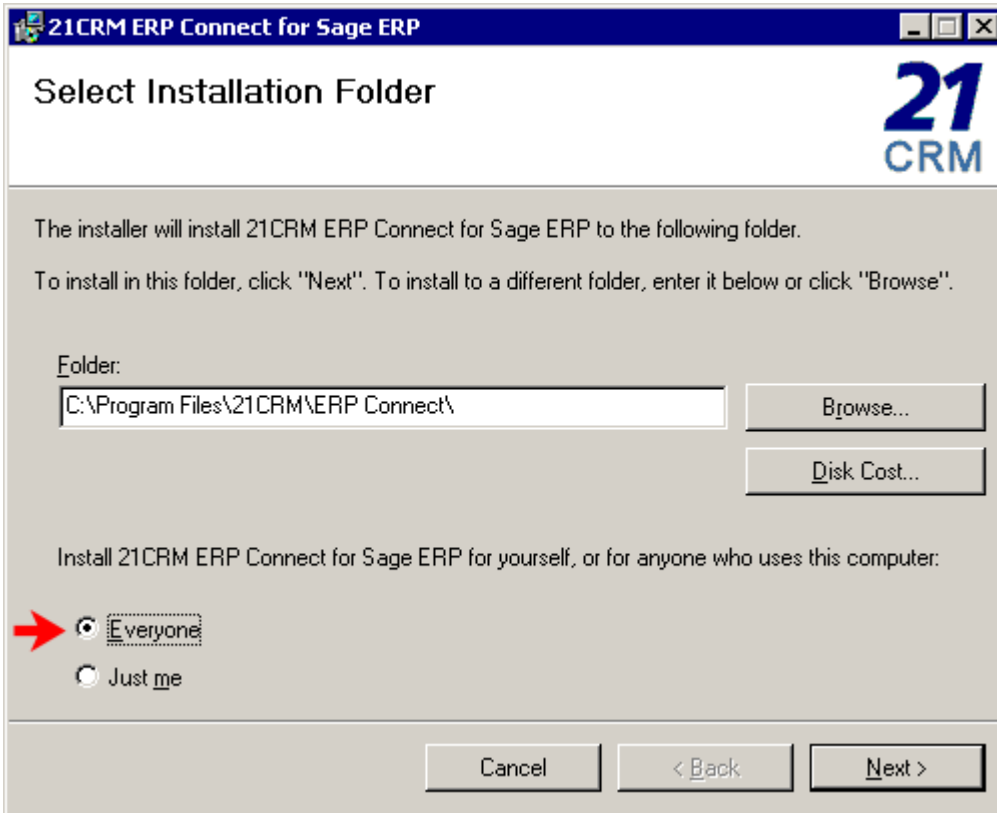 21CRM ERP Connect for Sage ERP
Select Installation Folder
21
CRM
The installer will install 21CRM ERP Connect for Sage ERP to the following folder.
To install in this folder, click "Next". To install to a different folder, enter it below or click "Browse".
Folder:
C:\Program Files\21CRM\ERP Connect\
Browse...
Disk Cost...
Install 21CRM ERP Connect for Sage ERP for yourself, or for anyone who uses this computer:
Everyone
Just me
Cancel
< Back
Next >